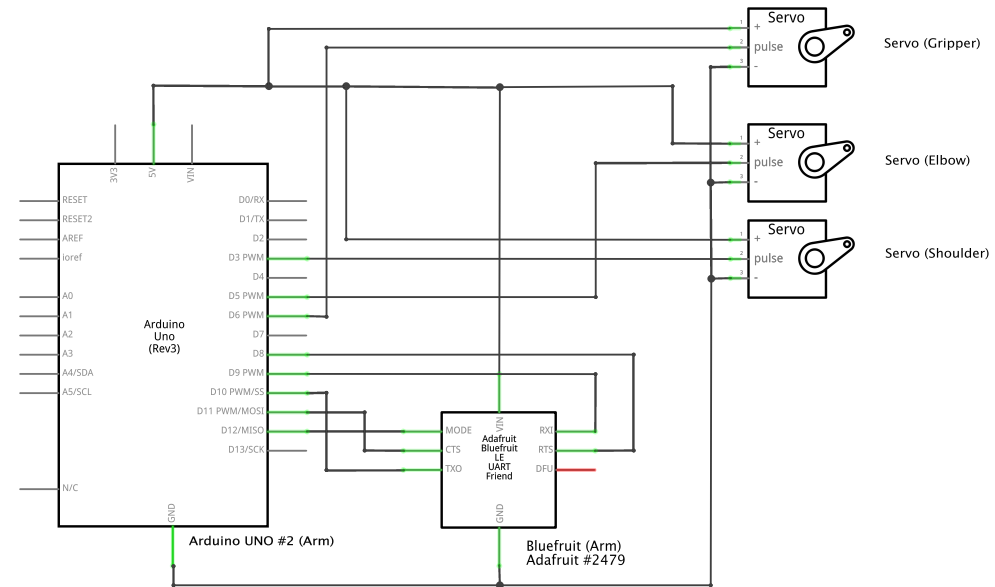 Servo
1 +
2 pulse
3 -
Servo (Gripper)
Servo
1 +
2 pulse
3 -
Servo (Elbow)
Servo
1 +
2 pulse
3 -
Servo (Shoulder)
3V3
5V
VIN
RESET
RESET2
AREF
ioref
A0
A1
A2
A3
A4/SDA
A5/SCL
N/C
Arduino
Uno
(Rev3)
D0/RX
D1/TX
D2
D3 PWM
D4
D5 PWM
D6 PWM
D7
D8
D9 PWM
D10 PWM/SS
D11 PWM/MOSI
D12/MISO
D13/SCK
GND
Arduino UNO #2 (Arm)
VIN
MODE
CTS
TXO
Adafruit
Bluefruit
LE
UART
Friend
RXI
RTS
DFU
GND
Bluefruit (Arm)
Adafruit #2479